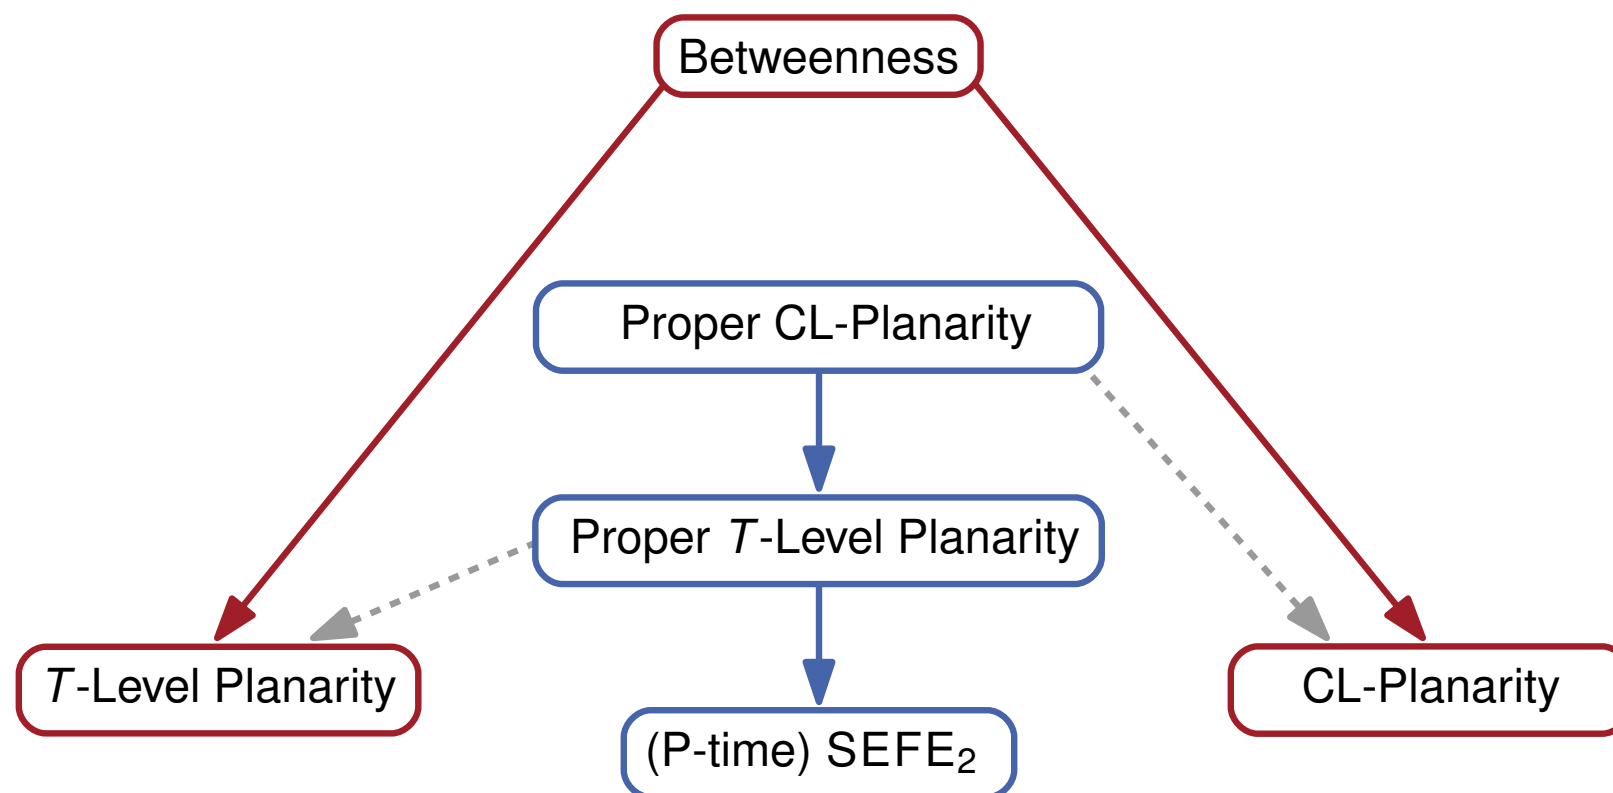 Betweenness
Proper CL-Planarity
Proper T-Level Planarity
T-Level Planarity
CL-Planarity
(P-time) SEFE₂